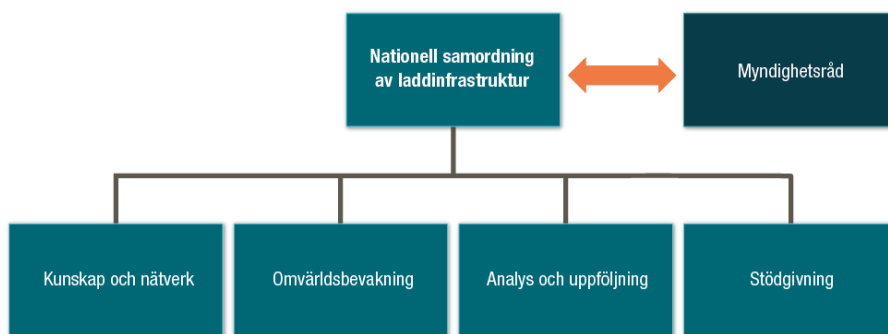 Nationell samordning
av laddinfrastruktur
Myndighetsråd
Kunskap och nätverk
Omvärldsbevakning
Analys och uppföljning
Stödgivning